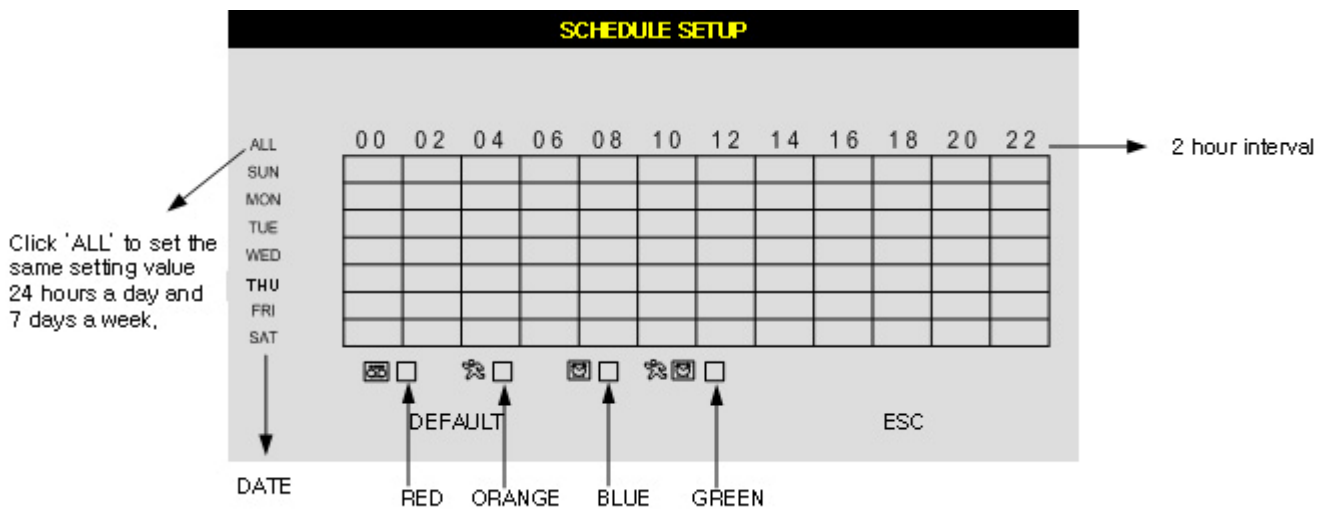 SCHEDULE SETUP
ALL 00 02 04 06 08 10 12 14 16 18 20 22 2 hour interval
SUN
MON
TUE
WED
THU
FRI
SAT
Click 'ALL' to set the
same setting value
24 hours a day and
7 days a week,
DEFAULT ESC
DATE RED ORANGE BLUE GREEN